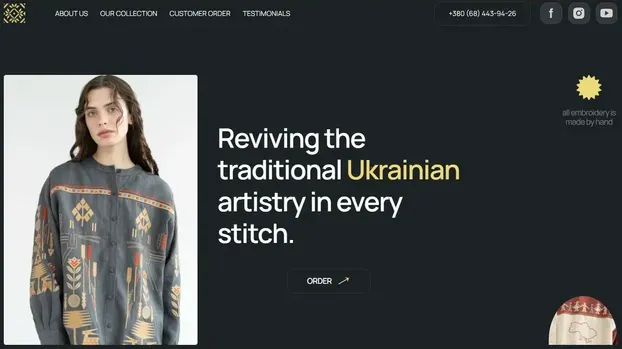 ABOUT US
OUR COLLECTION
CUSTOMER ORDER
TESTIMONIALS
+380 (68) 443-94-26
all embroidery is
made by hand
Reviving the
traditional Ukrainian
artistry in every
stitch.
ORDER